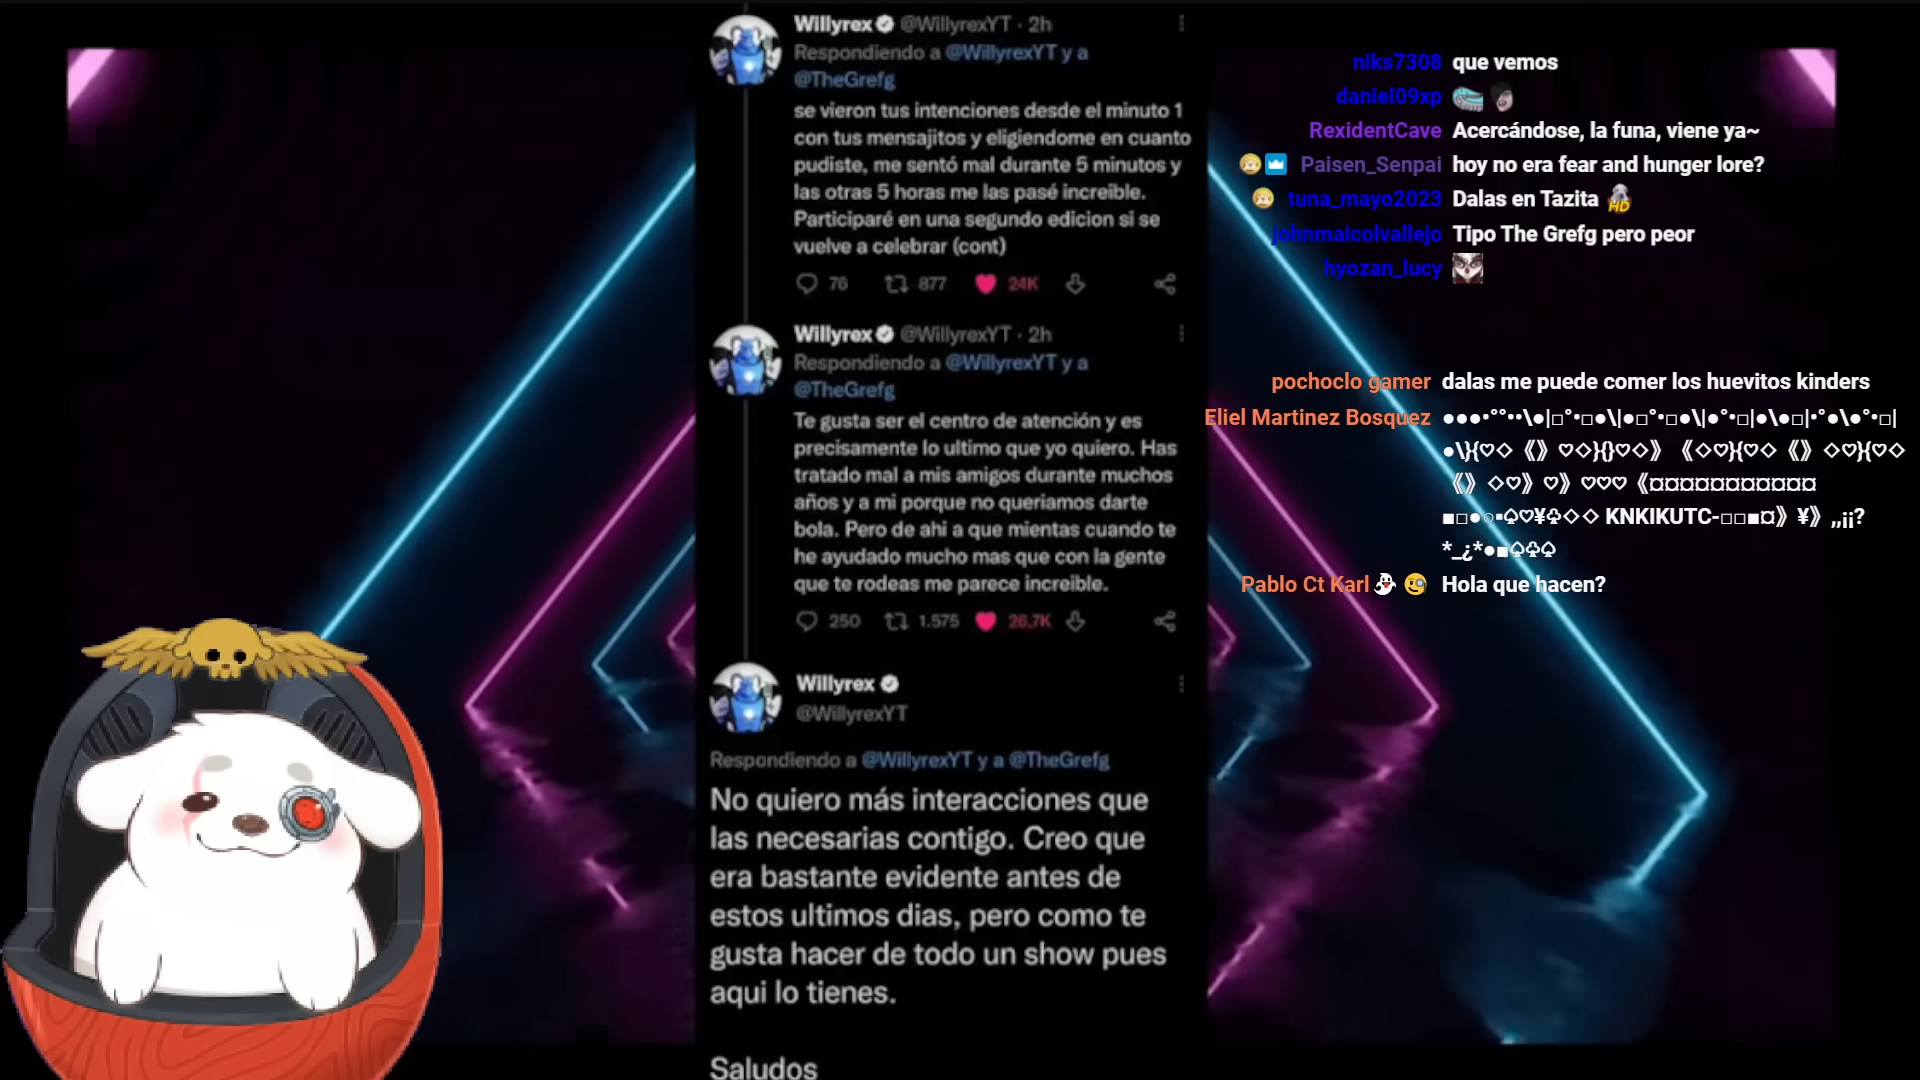 Willyrex @WillyrexYT · 2h
Respondiendo a @WillyrexYT y a
@TheGrefg
se vieron tus intenciones desde el minuto 1
con tus mensajitos y eligiendome en cuanto
pudiste, me sentó mal durante 5 minutos y
las otras 5 horas me las pasé increible.
Participaré en una segundo edicion si se
vuelve a celebrar (cont)
76 877 24K
Willyrex @WillyrexYT · 2h
Respondiendo a @WillyrexYT y a
@TheGrefg
Te gusta ser el centro de atención y es
precisamente lo ultimo que yo quiero. Has
tratado mal a mis amigos durante muchos
años y a mi porque no queriamos darte
bola. Pero de ahi a que mientas cuando te
he ayudado mucho mas que con la gente
que te rodeas me parece increible.
250 1.575 26,7K
Willyrex
@WillyrexYT
Respondiendo a @WillyrexYT y a @TheGrefg
No quiero más interacciones que
las necesarias contigo. Creo que
era bastante evidente antes de
estos ultimos dias, pero como te
gusta hacer de todo un show pues
aqui lo tienes.
Saludos
niks7308 que vemos
daniel09xp
RexidentCave Acercándose, la funa, viene ya~
Paisen_Senpai hoy no era fear and hunger lore?
tuna_mayo2023 Dalas en Tazita
HD
johnmalcolvallejo Tipo The Grefg pero peor
hyozan_lucy
pochoclo gamer dalas me puede comer los huevitos kinders
Eliel Martinez Bosquez ●●●•°°••\●|□°•□●\|●□°•□●\|●°•□|●\●□|•°●\●°•□|
●\}{♡◇《》♡◇}{}♡◇》《◇♡}{♡◇《》◇♡}{♡◇
《》◇♡》♡》♡♡♡《¤¤¤¤¤¤¤¤¤¤¤
■□●○▪♤♡¥♧◇◇ KNKIKUTC-□□■¤》¥》,,¡¡?
*_¿*●■♤♧♤
Pablo Ct Karl👻🧐 Hola que hacen?